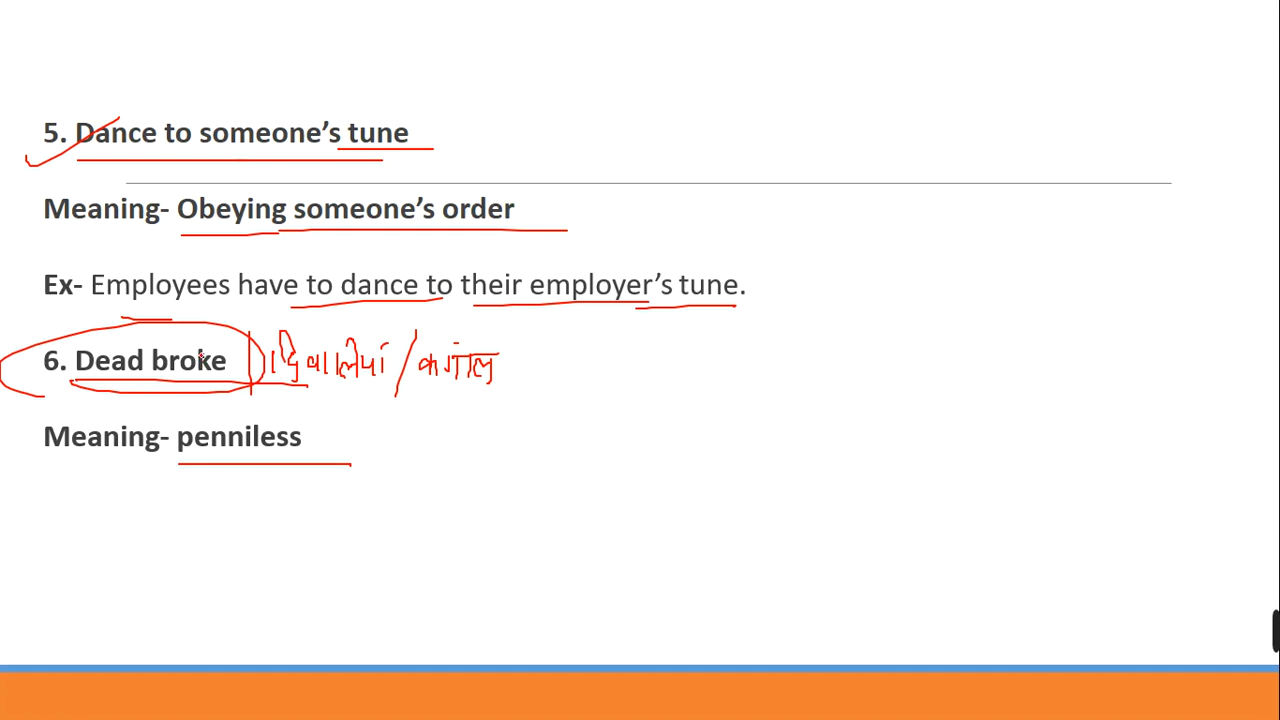 5. Dance to someone’s tune
Meaning- Obeying someone’s order
Ex- Employees have to dance to their employer’s tune.
6. Dead broke दिवालिया / कंगाल
Meaning- penniless